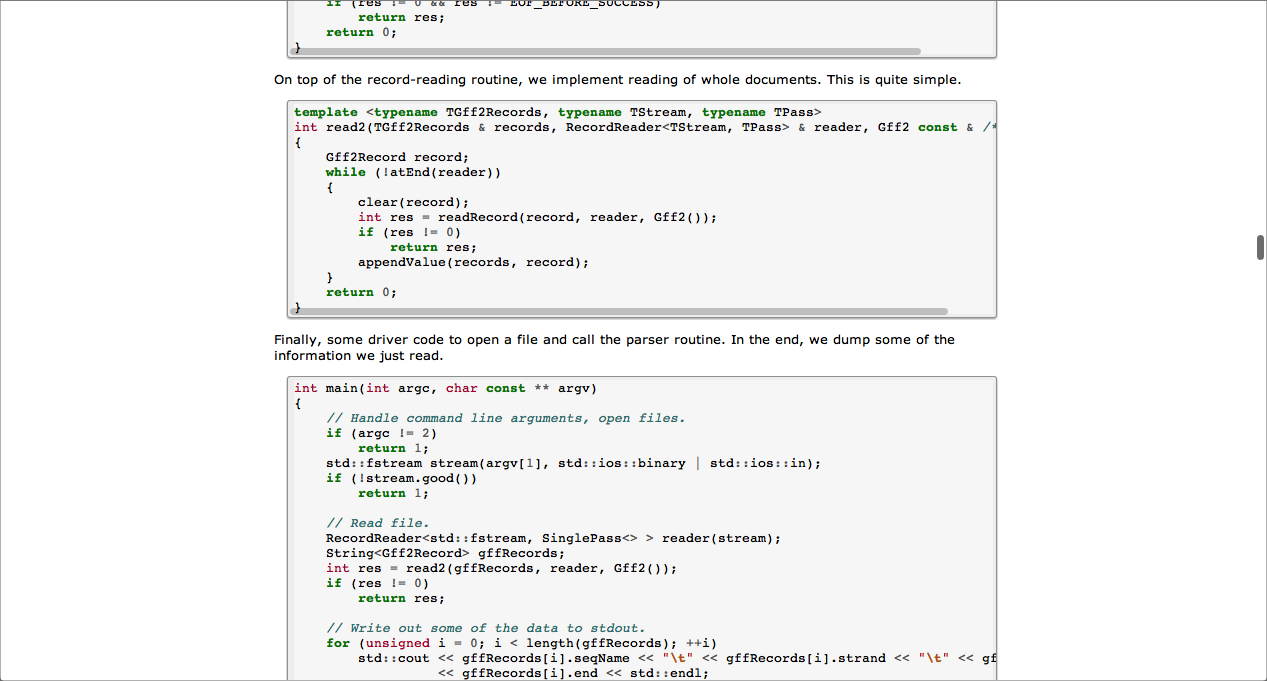 if (res != 0 && res != EOF_BEFORE_SUCCESS)
return res;
return 0;
}
On top of the record-reading routine, we implement reading of whole documents. This is quite simple.
template <typename TGff2Records, typename TStream, typename TPass>
int read2(TGff2Records & records, RecordReader<TStream, TPass> & reader, Gff2 const & /*
{
Gff2Record record;
while (!atEnd(reader))
{
clear(record);
int res = readRecord(record, reader, Gff2());
if (res != 0)
return res;
appendValue(records, record);
}
return 0;
}
Finally, some driver code to open a file and call the parser routine. In the end, we dump some of the
information we just read.
int main(int argc, char const ** argv)
{
// Handle command line arguments, open files.
if (argc != 2)
return 1;
std::fstream stream(argv[1], std::ios::binary | std::ios::in);
if (!stream.good())
return 1;
// Read file.
RecordReader<std::fstream, SinglePass<> > reader(stream);
String<Gff2Record> gffRecords;
int res = read2(gffRecords, reader, Gff2());
if (res != 0)
return res;
// Write out some of the data to stdout.
for (unsigned i = 0; i < length(gffRecords); ++i)
std::cout << gffRecords[i].seqName << "\t" << gffRecords[i].strand << "\t" << gf
<< gffRecords[i].end << std::endl;